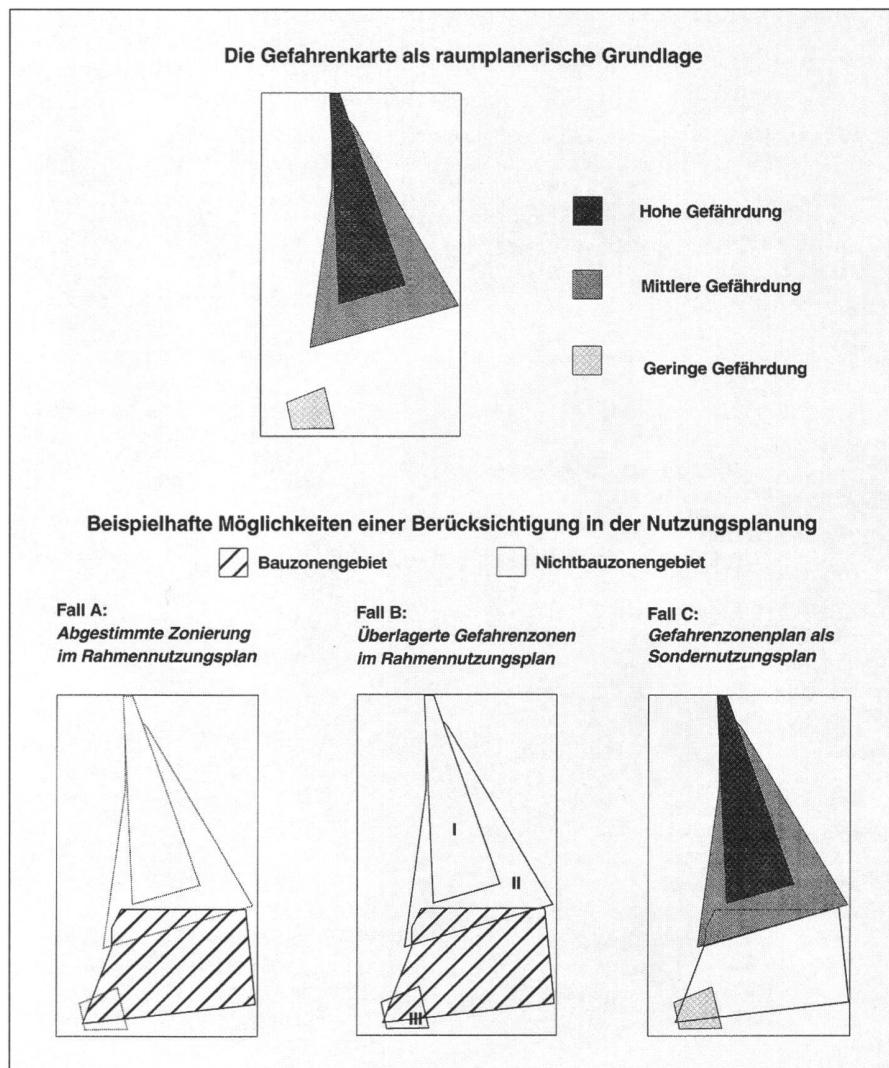 Die Gefahrenkarte als raumplanerische Grundlage
Hohe Gefährdung
Mittlere Gefährdung
Geringe Gefährdung
Beispielhafte Möglichkeiten einer Berücksichtigung in der Nutzungsplanung
Bauzonengebiet
Nichtbauzonengebiet
Fall A:
Abgestimmte Zonierung
im Rahmennutzungsplan
Fall B:
Überlagerte Gefahrenzonen
im Rahmennutzungsplan
Fall C:
Gefahrenzonenplan als
Sondernutzungsplan
I
II
III